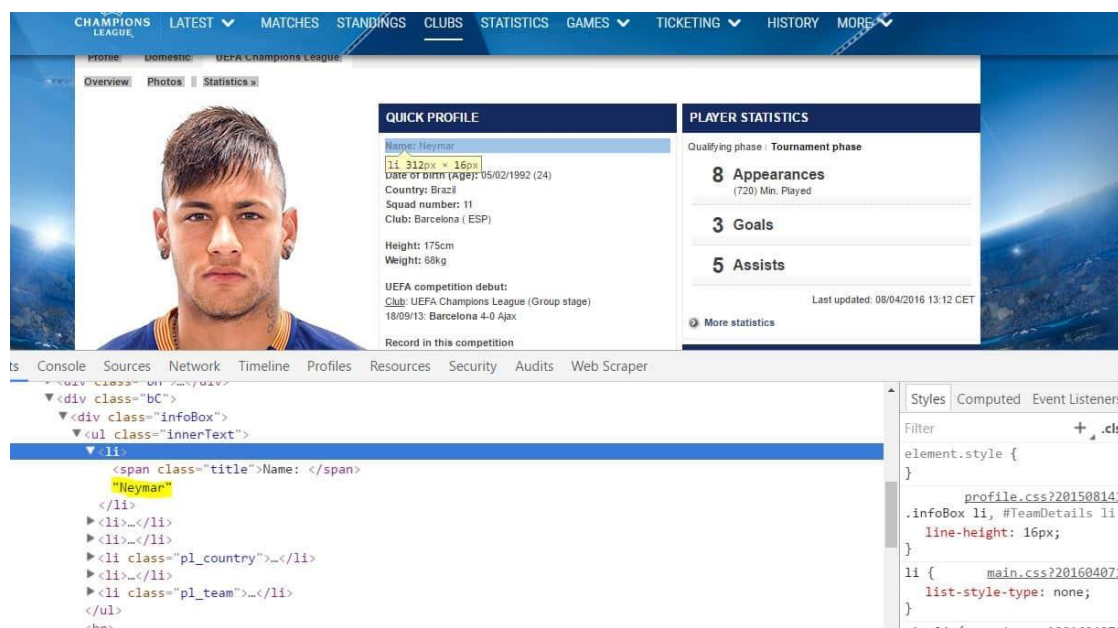 CHAMPIONS LEAGUE
LATEST MATCHES STANDINGS CLUBS STATISTICS GAMES TICKETING HISTORY MORE
Profile Domestic UEFA Champions League
Overview Photos || Statistics »
QUICK PROFILE
Name: Neymar
li 312px × 16px
Date of birth (Age): 05/02/1992 (24)
Country: Brazil
Squad number: 11
Club: Barcelona ( ESP)
Height: 175cm
Weight: 68kg
UEFA competition debut:
Club: UEFA Champions League (Group stage)
18/09/13: Barcelona 4-0 Ajax
Record in this competition
PLAYER STATISTICS
Qualifying phase | Tournament phase
8 Appearances
(720) Min. Played
3 Goals
5 Assists
Last updated: 08/04/2016 13:12 CET
More statistics
ts Console Sources Network Timeline Profiles Resources Security Audits Web Scraper
<div class="bC">
<div class="infoBox">
<ul class="innerText">
<li>
<span class="title">Name: </span>
"Neymar"
</li>
<li>…</li>
<li>…</li>
<li class="pl_country">…</li>
<li>…</li>
<li class="pl_team">…</li>
</ul>
Styles Computed Event Listeners
Filter + .cls
element.style {
}
profile.css?201508141
.infoBox li, #TeamDetails li
line-height: 16px;
}
li { main.css?20160407
list-style-type: none;
}